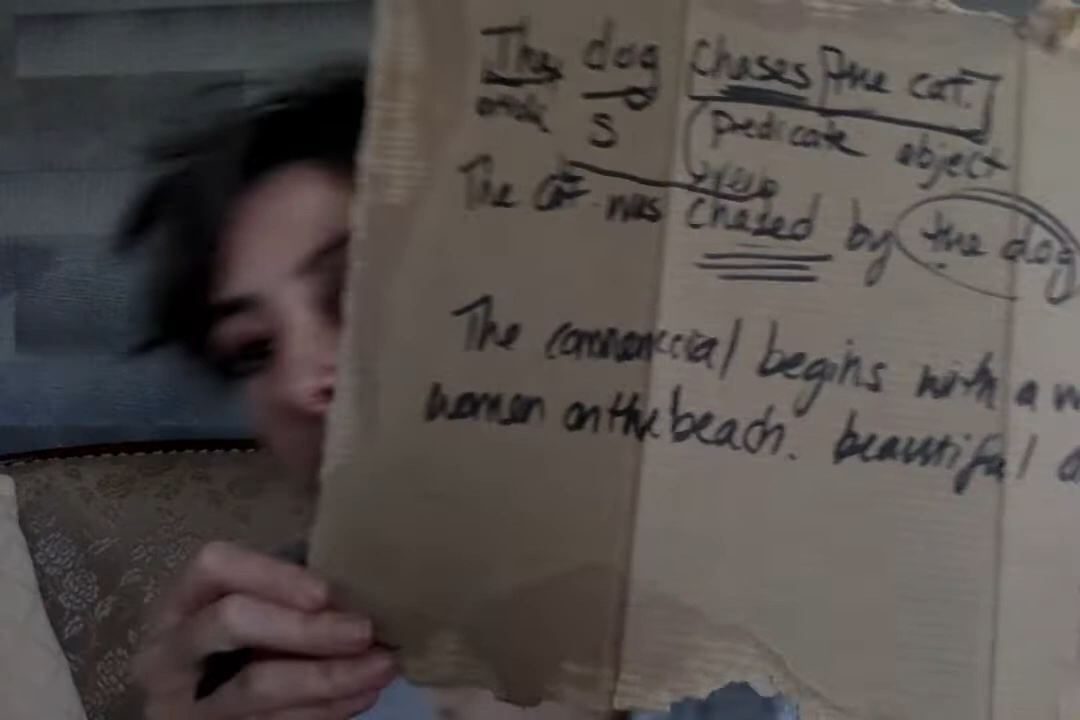 The dog chases the cat.
S predicate object
verb
The cat was chased by the dog
The commercial begins with a
women on the beach. beautiful